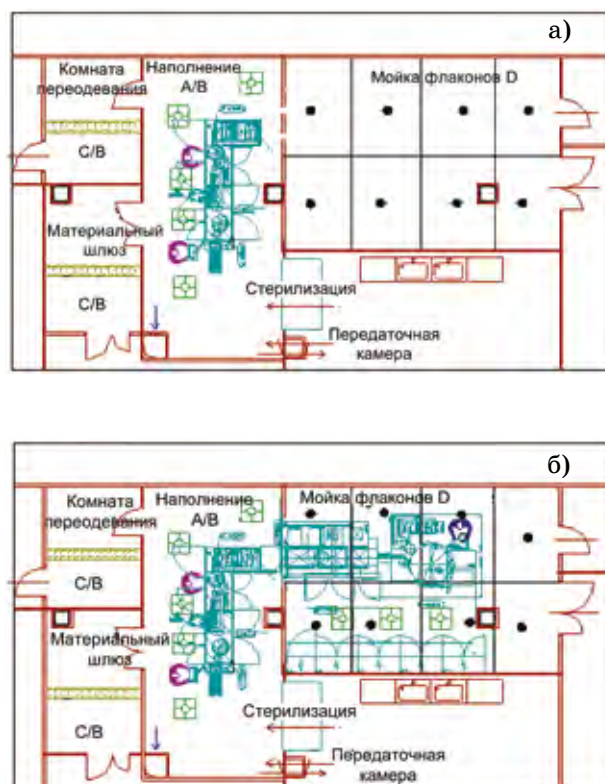 а)
Комната
переодевания
Наполнение
А/В
Мойка флаконов D
С/В
Материальный
шлюз
С/В
Стерилизация
Передаточная
камера
б)
Комната
переодевания
Наполнение
А/В
Мойка флаконов D
С/В
Материальный
шлюз
С/В
Стерилизация
Передаточная
камера